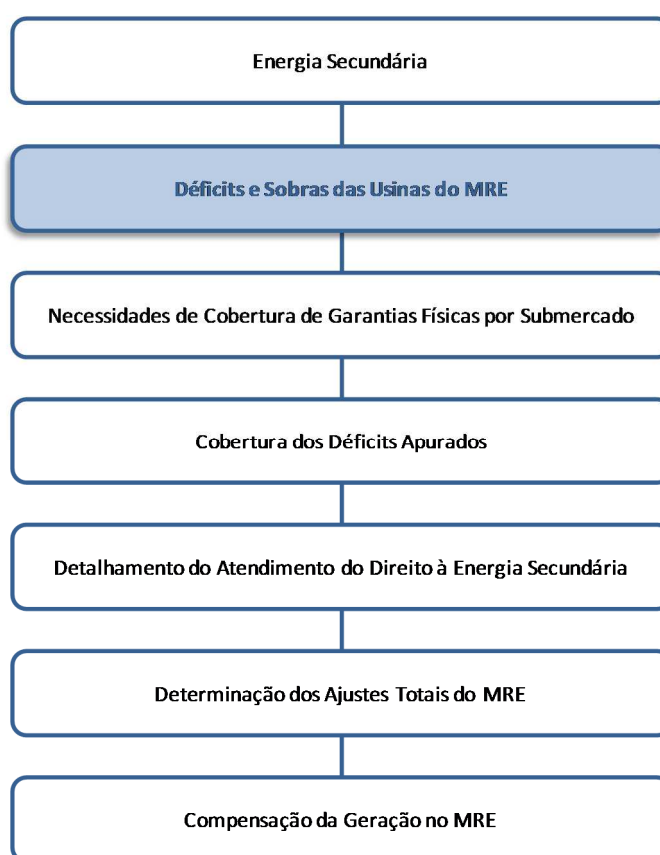 Energia Secundária
Déficits e Sobras das Usinas do MRE
Necessidades de Cobertura de Garantias Físicas por Submercado
Cobertura dos Déficits Apurados
Detalhamento do Atendimento do Direito à Energia Secundária
Determinação dos Ajustes Totais do MRE
Compensação da Geração no MRE